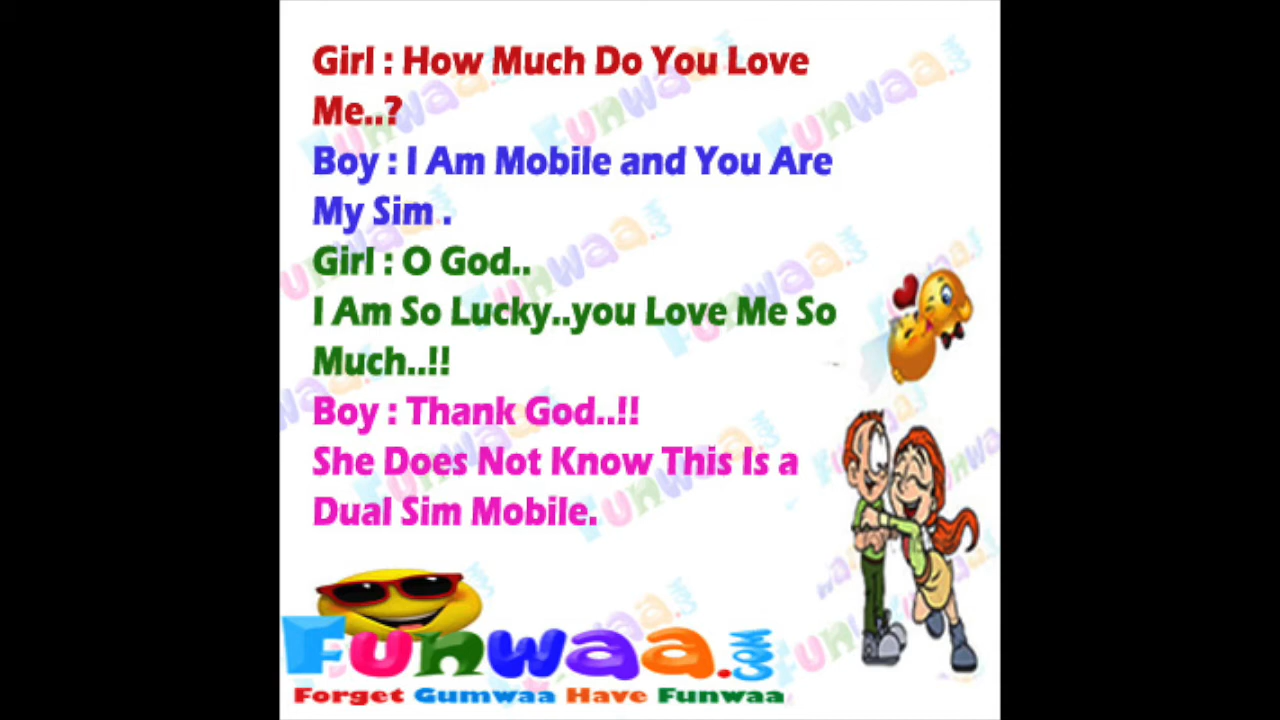 Girl : How Much Do You Love
Me..?
Boy : I Am Mobile and You Are
My Sim .
Girl : O God..
I Am So Lucky..you Love Me So
Much..!!
Boy : Thank God..!!
She Does Not Know This Is a
Dual Sim Mobile.
Funwaa.com
Forget Gumwaa Have Funwaa